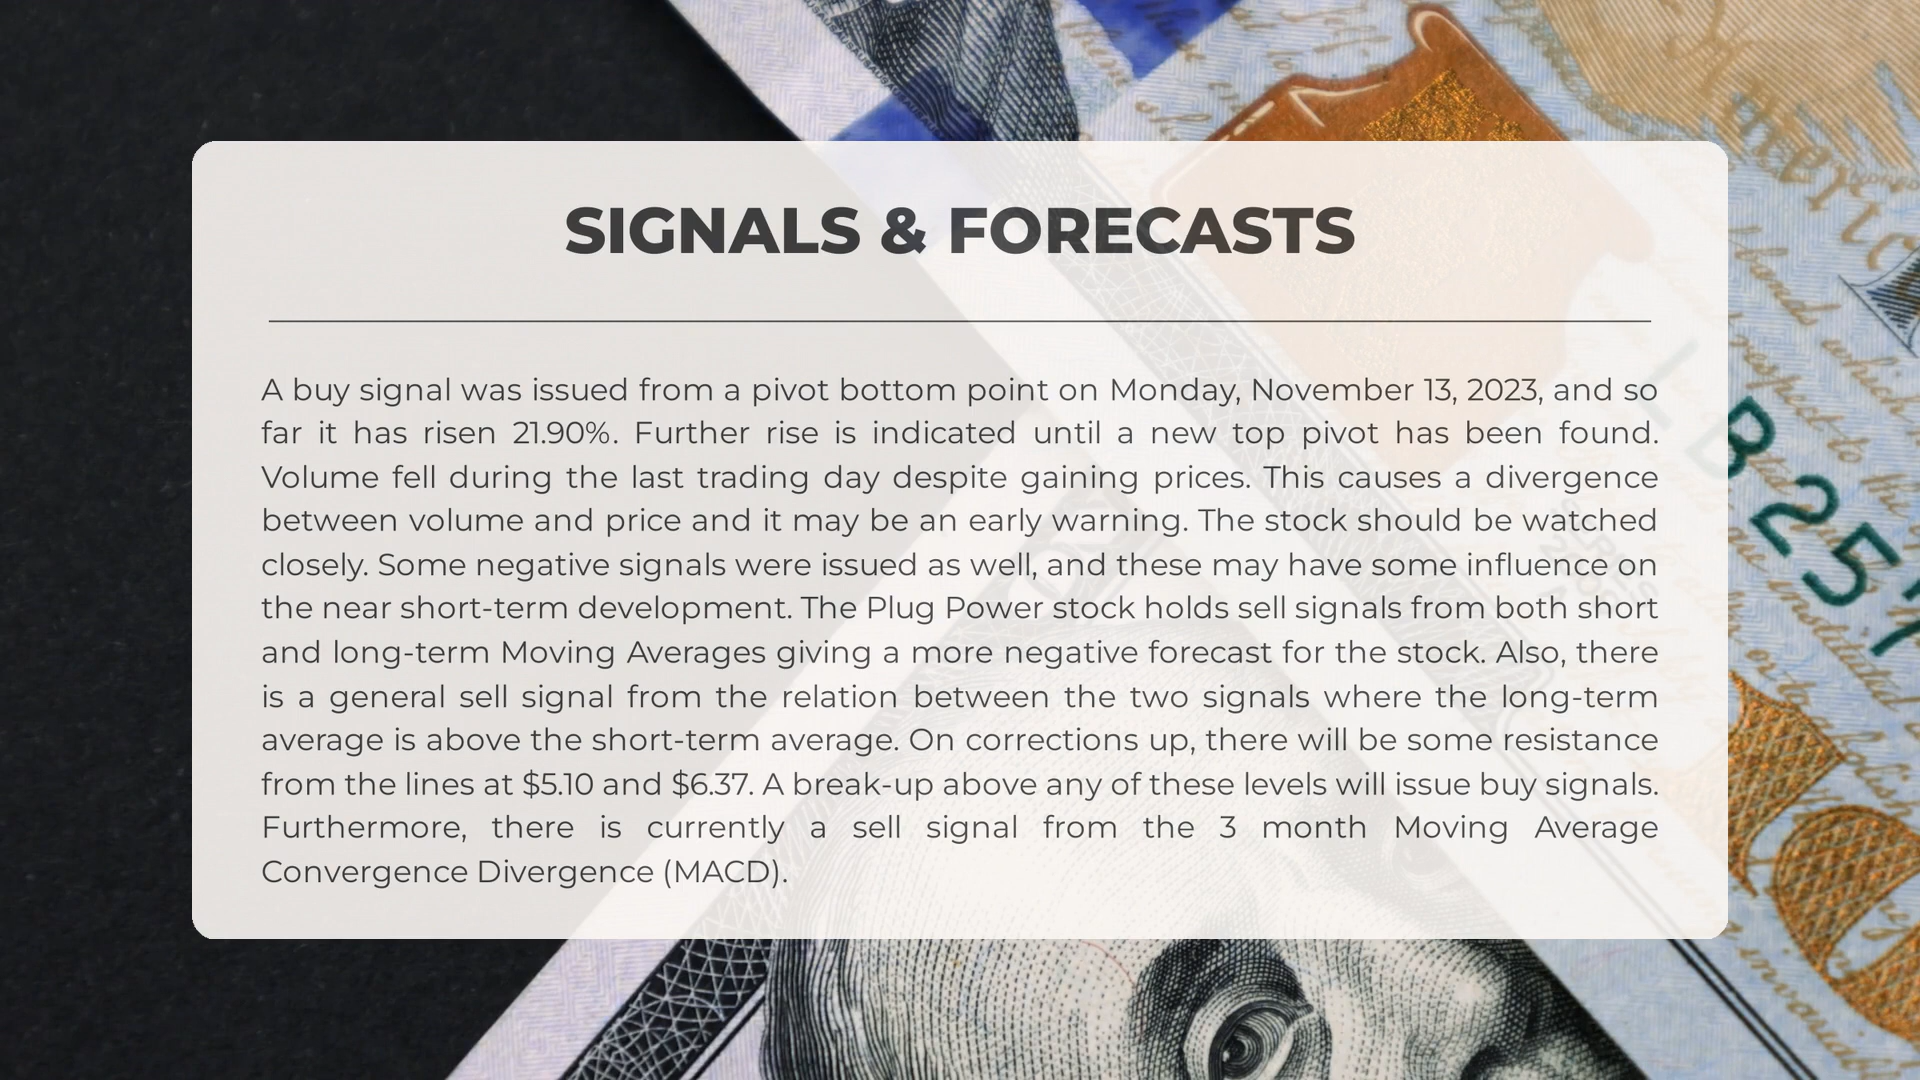 SIGNALS & FORECASTS
A buy signal was issued from a pivot bottom point on Monday, November 13, 2023, and so
far it has risen 21.90%. Further rise is indicated until a new top pivot has been found.
Volume fell during the last trading day despite gaining prices. This causes a divergence
between volume and price and it may be an early warning. The stock should be watched
closely. Some negative signals were issued as well, and these may have some influence on
the near short-term development. The Plug Power stock holds sell signals from both short
and long-term Moving Averages giving a more negative forecast for the stock. Also, there
is a general sell signal from the relation between the two signals where the long-term
average is above the short-term average. On corrections up, there will be some resistance
from the lines at $5.10 and $6.37. A break-up above any of these levels will issue buy signals.
Furthermore, there is currently a sell signal from the 3 month Moving Average
Convergence Divergence (MACD).